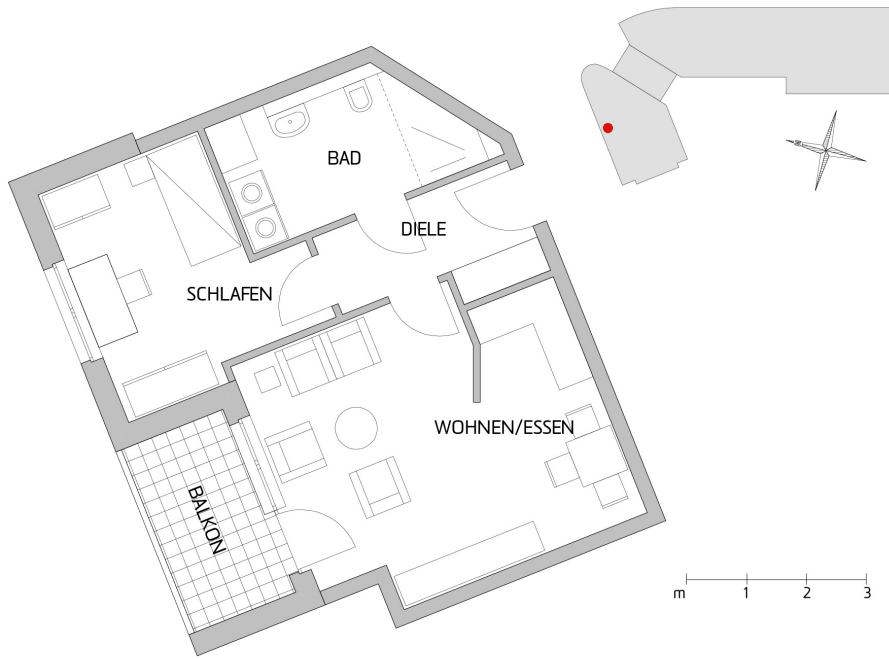 BAD
DIELE
SCHLAFEN
WOHNEN/ESSEN
BALKON
N
m 1 2 3